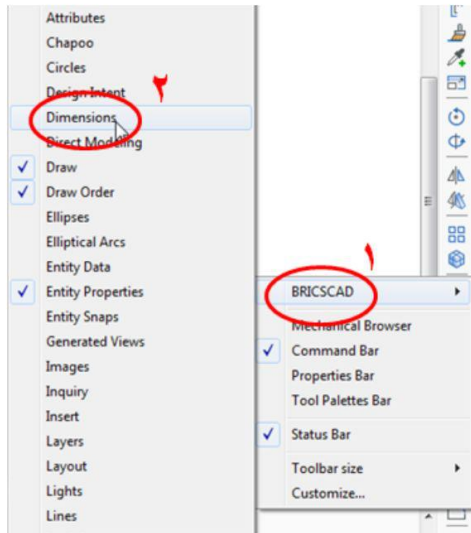 Attributes
Chapoo
Circles
Design Intent
۲
Dimensions
Direct Modeling
Draw
Draw Order
Ellipses
Elliptical Arcs
Entity Data
Entity Properties
Entity Snaps
Generated Views
Images
Inquiry
Insert
Layers
Layout
Lights
Lines
۱
BRICSCAD
Mechanical Browser
Command Bar
Properties Bar
Tool Palettes Bar
Status Bar
Toolbar size
Customize...